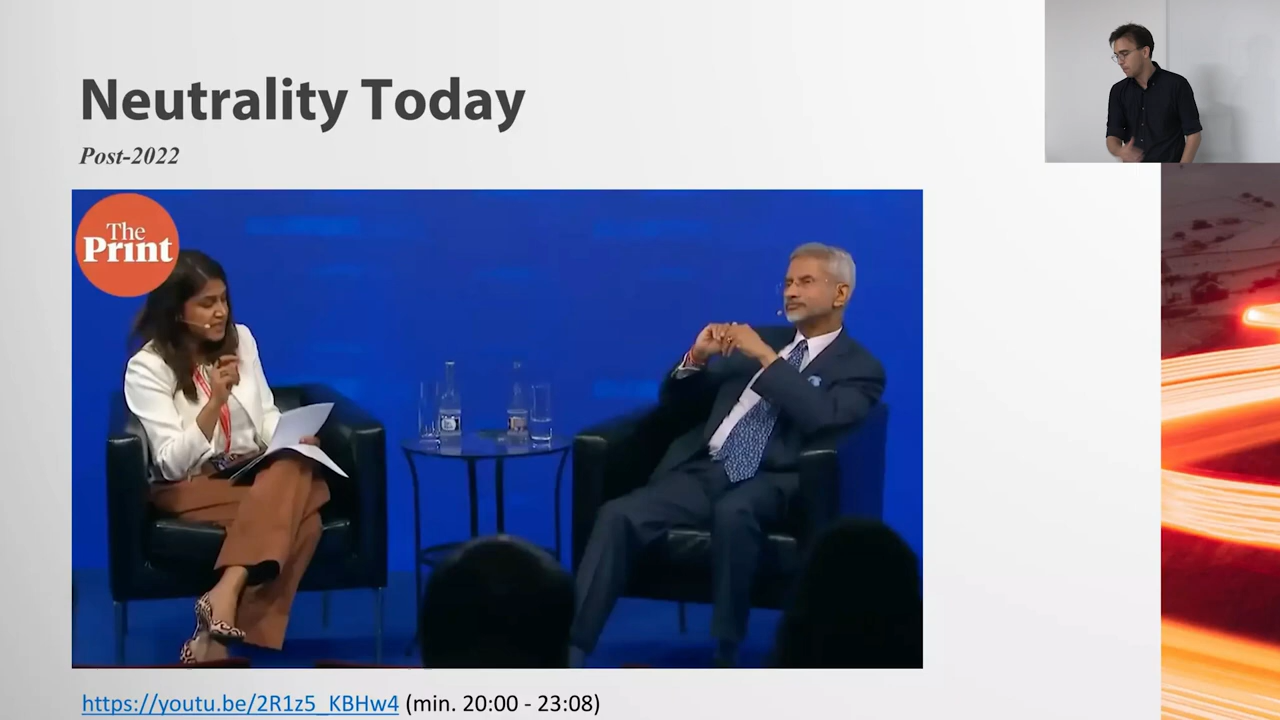 Neutrality Today
Post-2022
The
Print
https://youtu.be/2R1z5_KBHw4 (min. 20:00 - 23:08)